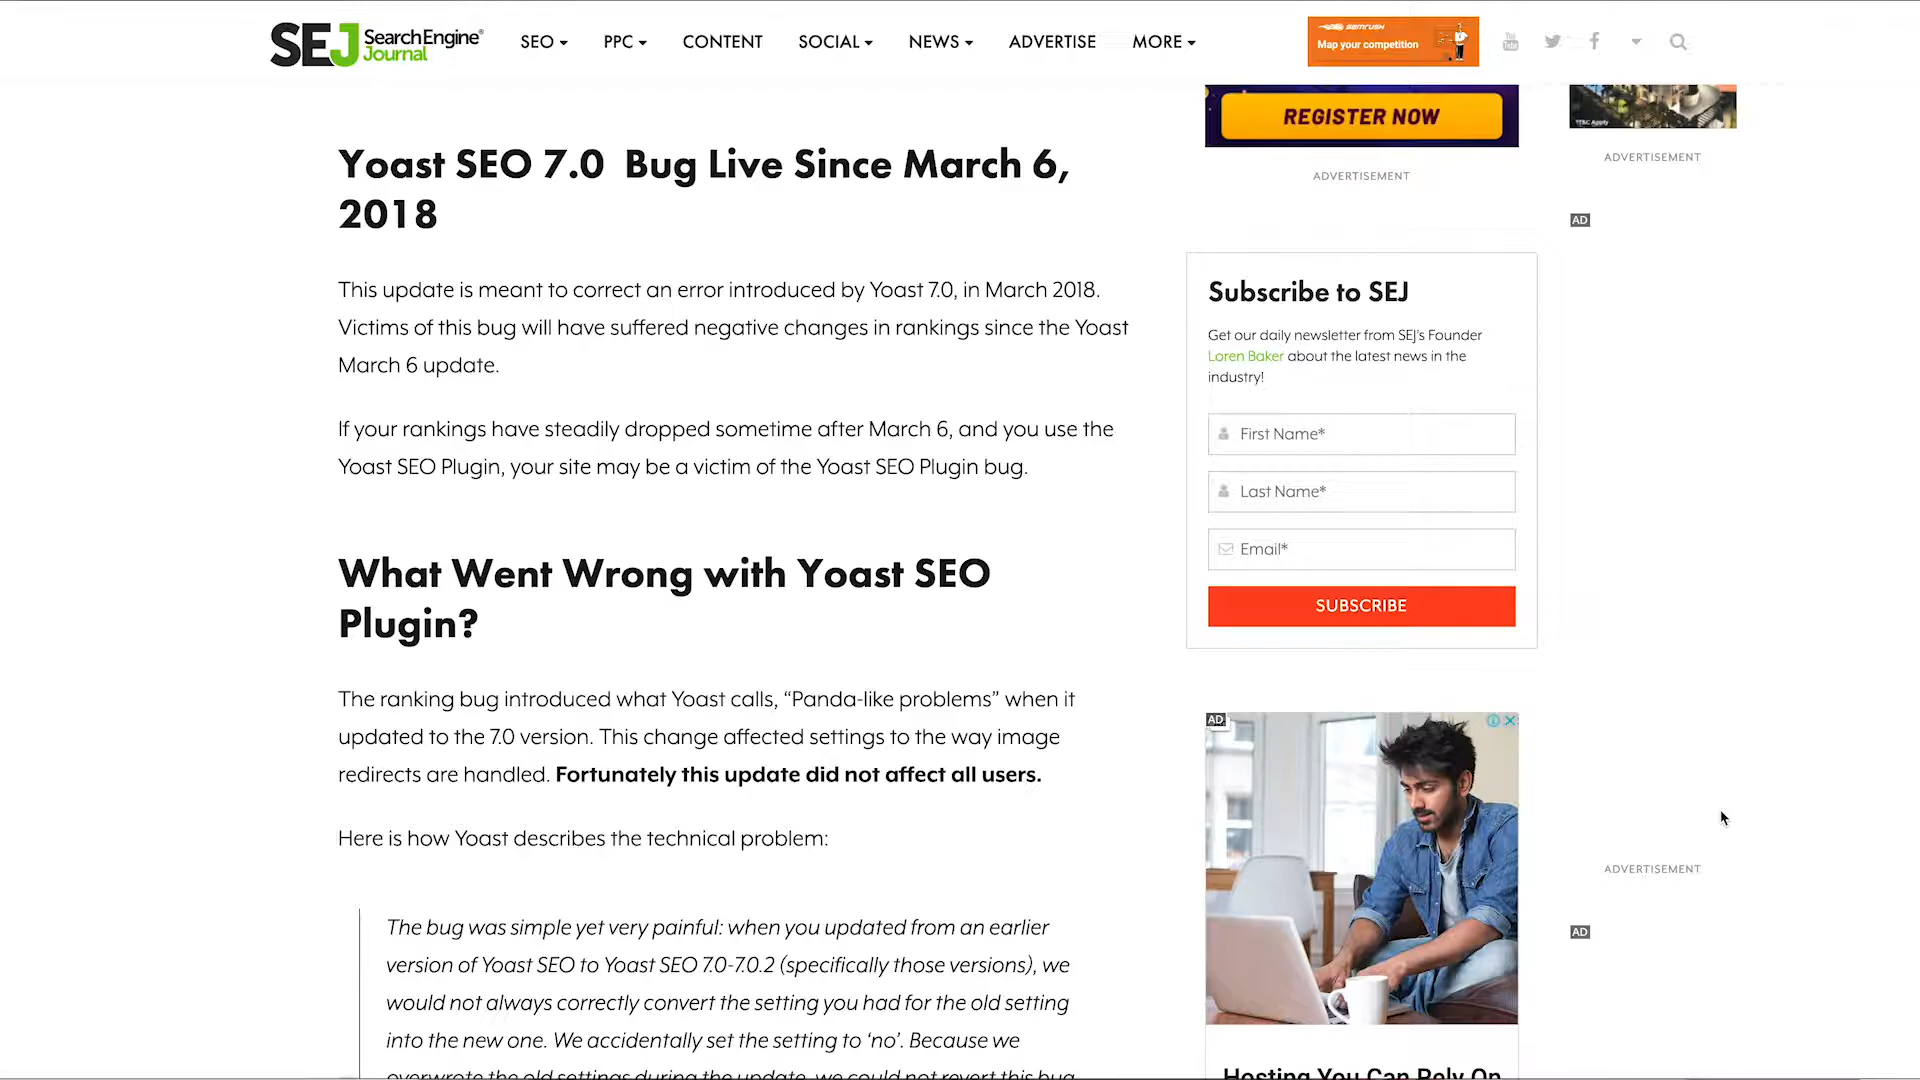 SEJ SearchEngine® Journal
SEO PPC CONTENT SOCIAL NEWS ADVERTISE MORE
semrush
Map your competition
You Tube
REGISTER NOW
ADVERTISEMENT
T&C Apply
ADVERTISEMENT
AD
Yoast SEO 7.0 Bug Live Since March 6,
2018
This update is meant to correct an error introduced by Yoast 7.0, in March 2018.
Victims of this bug will have suffered negative changes in rankings since the Yoast
March 6 update.
If your rankings have steadily dropped sometime after March 6, and you use the
Yoast SEO Plugin, your site may be a victim of the Yoast SEO Plugin bug.
What Went Wrong with Yoast SEO
Plugin?
The ranking bug introduced what Yoast calls, “Panda-like problems” when it
updated to the 7.0 version. This change affected settings to the way image
redirects are handled. Fortunately this update did not affect all users.
Here is how Yoast describes the technical problem:
The bug was simple yet very painful: when you updated from an earlier
version of Yoast SEO to Yoast SEO 7.0-7.0.2 (specifically those versions), we
would not always correctly convert the setting you had for the old setting
into the new one. We accidentally set the setting to ‘no’. Because we
overwrote the old settings during the update, we could not revert this bug
Subscribe to SEJ
Get our daily newsletter from SEJ's Founder
Loren Baker about the latest news in the
industry!
First Name*
Last Name*
Email*
SUBSCRIBE
AD
Hosting You Can Rely On
ADVERTISEMENT
AD